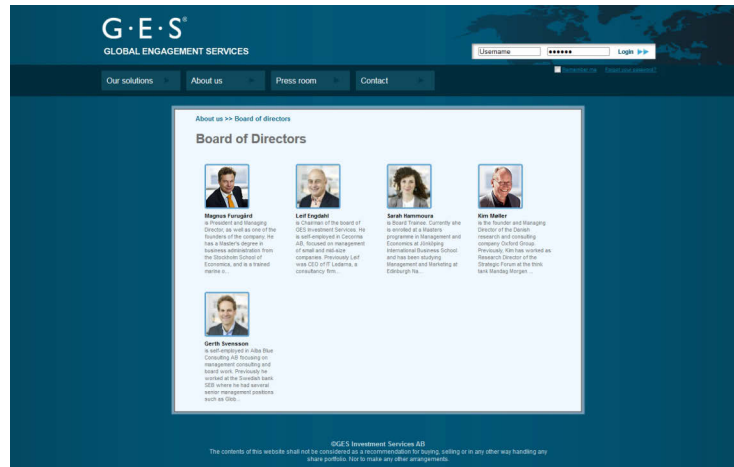 G·E·S®
GLOBAL ENGAGEMENT SERVICES
Username
••••••
Login
Remember me Forgot your password?
Our solutions
About us
Press room
Contact
About us >> Board of directors
Board of Directors
Magnus Furugård
is President and Managing
Director, as well as one of the
founders of the company. He
has a Master's degree in
business administration from
the Stockholm School of
Economics, and is a trained
marine o...
Leif Engdahl
is Chairman of the board of
GES Investment Services. He
is self-employed in Cecorma
AB, focused on management
of small and mid-size
companies. Previously Leif
was CEO of IT Ledarna, a
consultancy firm...
Sarah Hammoura
is Board Trainee. Currently she
is enrolled at a Masters
programme in Management and
Economics at Jönköping
International Business School
and has been studying
Management and Marketing at
Edinburgh Na...
Kim Møller
is the founder and Managing
Director of the Danish
research and consulting
company Oxford Group.
Previously, Kim has worked as
Research Director of the
Strategic Forum at the think
tank Mandag Morgen ...
Gerth Svensson
is self-employed in Alba Blue
Consulting AB focusing on
management consulting and
board work. Previously he
worked at the Swedish bank
SEB where he had several
senior management positions
such as Glob...
©GES Investment Services AB
The contents of this website shall not be considered as a recommendation for buying, selling or in any other way handling any
share portfolio. Nor to make any other arrangements.